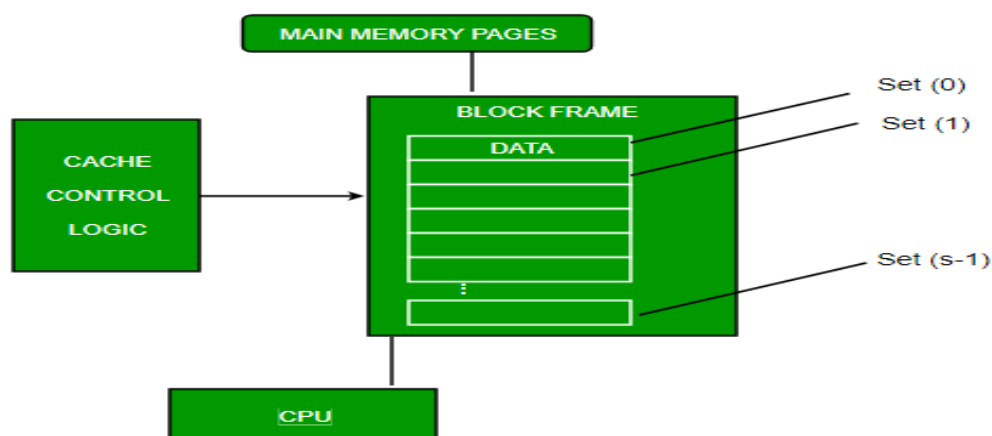 MAIN MEMORY PAGES
Set (0)
BLOCK FRAME
Set (1)
DATA
CACHE
CONTROL
LOGIC
Set (s-1)
CPU